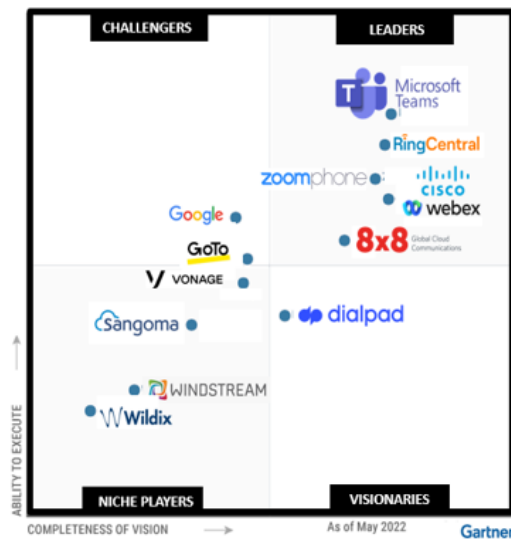 CHALLENGERS
LEADERS
Microsoft
Teams
RingCentral
zoomphone
CISCO
webex
Google
GoTo
8x8 Global Cloud
Communications
VONAGE
Sangoma
dialpad
WINDSTREAM
Wildix
ABILITY TO EXECUTE
NICHE PLAYERS
VISIONARIES
COMPLETENESS OF VISION
As of May 2022
Gartner